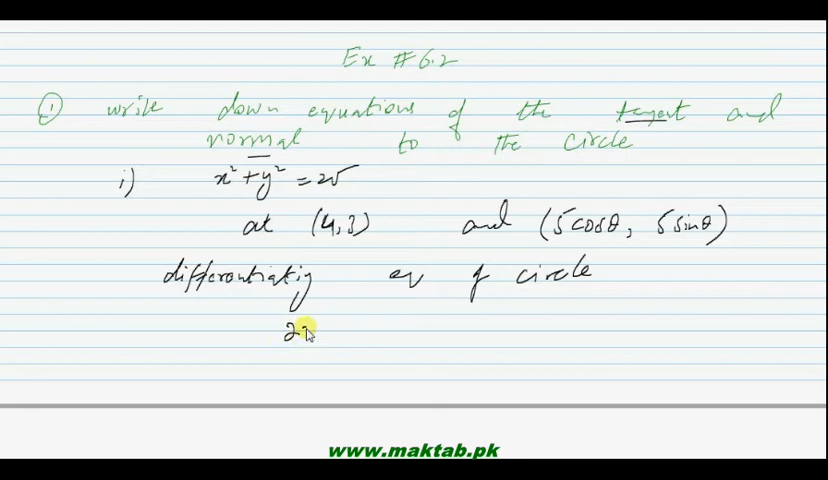 Ex # 6.2
① write down equations of the tangent and
normal to the circle
i) x² + y² = 25
at (4,3) and (5cosθ, 5sinθ)
differentiating eq of circle
2x
www.maktab.pk